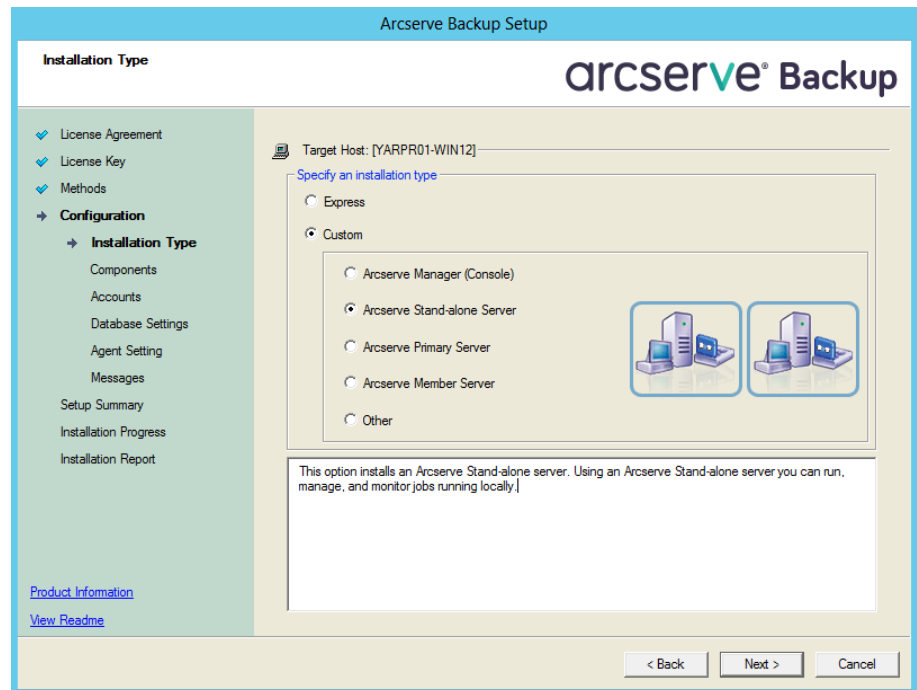 Arcserve Backup Setup
Installation Type
arcserve® Backup
License Agreement
License Key
Methods
Configuration
Installation Type
Components
Accounts
Database Settings
Agent Setting
Messages
Setup Summary
Installation Progress
Installation Report
Product Information
View Readme
Target Host: [YARPR01-WIN12]
Specify an installation type
Express
Custom
Arcserve Manager (Console)
Arcserve Stand-alone Server
Arcserve Primary Server
Arcserve Member Server
Other
This option installs an Arcserve Stand-alone server. Using an Arcserve Stand-alone server you can run,
manage, and monitor jobs running locally.
< Back
Next >
Cancel